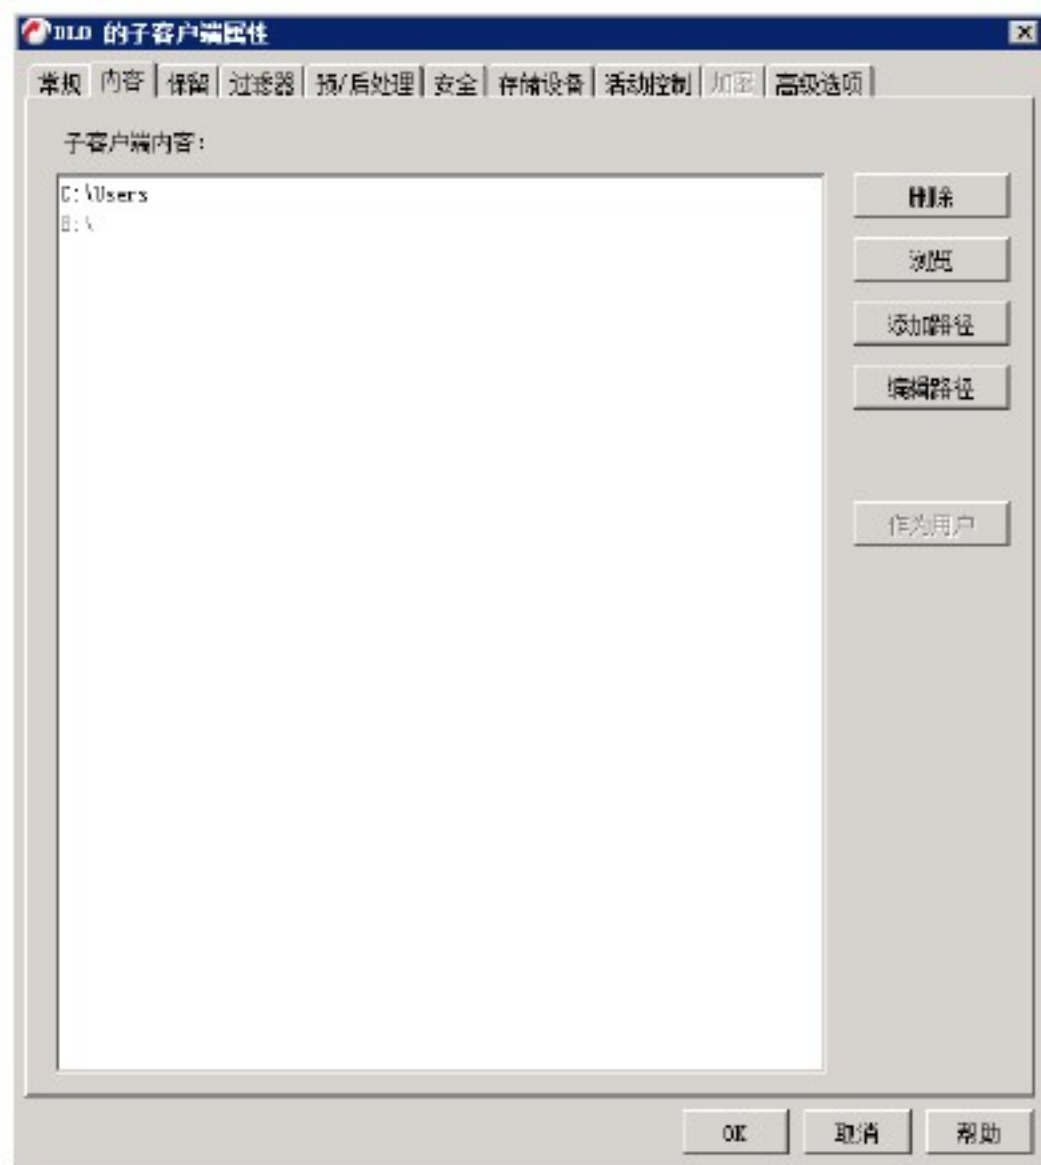 DLO 的子客户端属性
常规 内容 保留 过滤器 预/后处理 安全 存储设备 活动控制 加密 高级选项
子客户端内容:
C:\Users
E:\
删除
浏览
添加路径
编辑路径
作为用户
OK 取消 帮助